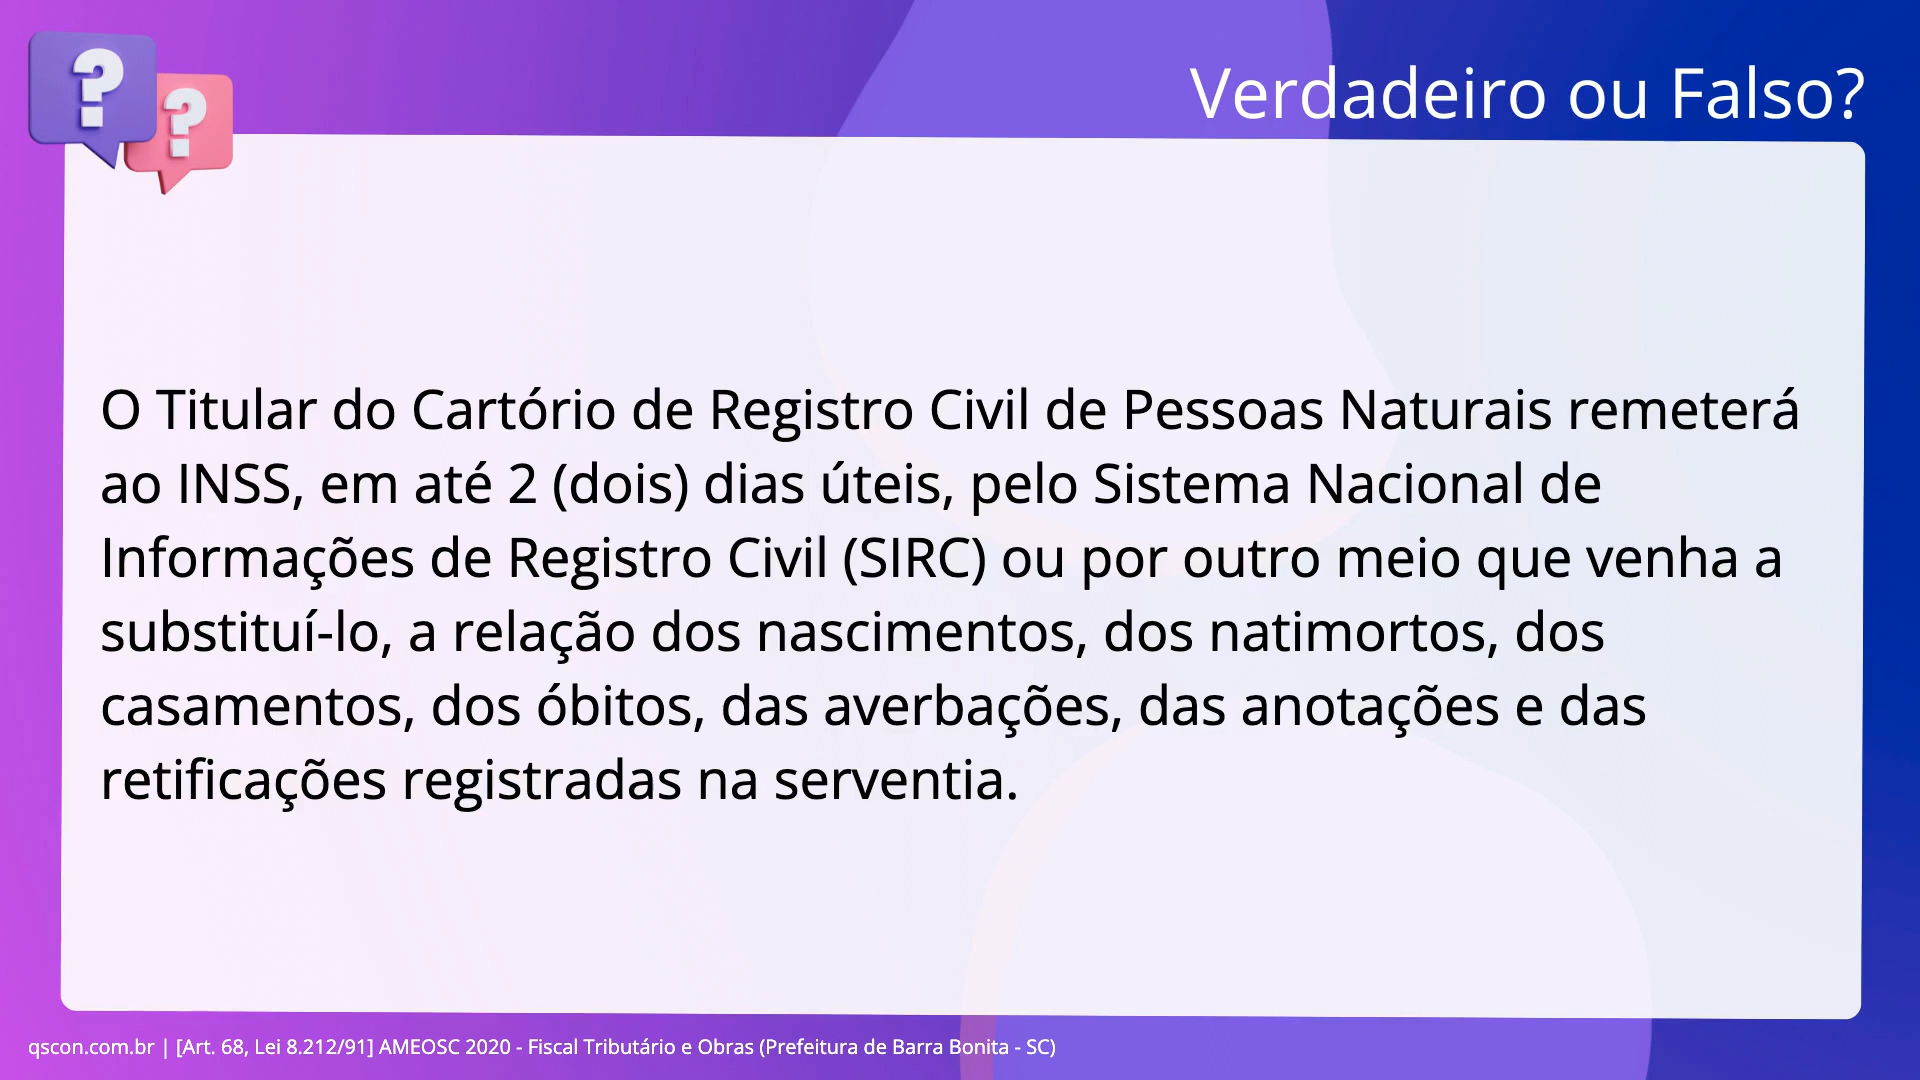 Verdadeiro ou Falso?
O Titular do Cartório de Registro Civil de Pessoas Naturais remeterá
ao INSS, em até 2 (dois) dias úteis, pelo Sistema Nacional de
Informações de Registro Civil (SIRC) ou por outro meio que venha a
substituí-lo, a relação dos nascimentos, dos natimortos, dos
casamentos, dos óbitos, das averbações, das anotações e das
retificações registradas na serventia.
qscon.com.br | [Art. 68, Lei 8.212/91] AMEOSC 2020 - Fiscal Tributário e Obras (Prefeitura de Barra Bonita - SC)